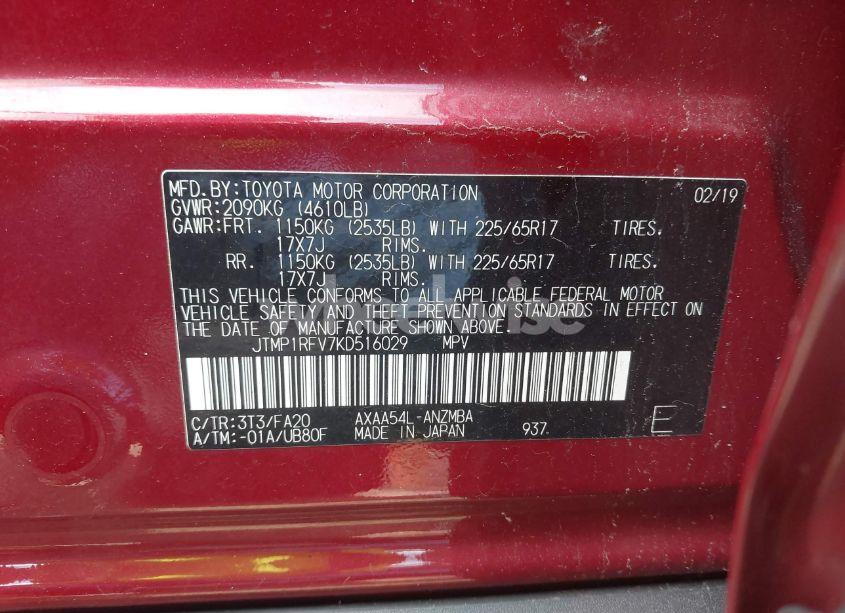 MFD.BY:TOYOTA MOTOR CORPORATION 02/19
GVWR:2090KG (4610LB)
GAWR:FRT. 1150KG (2535LB) WITH 225/65R17 TIRES.
17X7J RIMS.
RR. 1150KG (2535LB) WITH 225/65R17 TIRES.
17X7J RIMS.
THIS VEHICLE CONFORMS TO ALL APPLICABLE FEDERAL MOTOR
VEHICLE SAFETY AND THEFT PREVENTION STANDARDS IN EFFECT ON
THE DATE OF MANUFACTURE SHOWN ABOVE.
JTMP1RFV7KD516029 MPV
C/TR:3T3/FA20 AXAA54L-ANZMBA
A/TM:-01A/UB80F MADE IN JAPAN 937. E